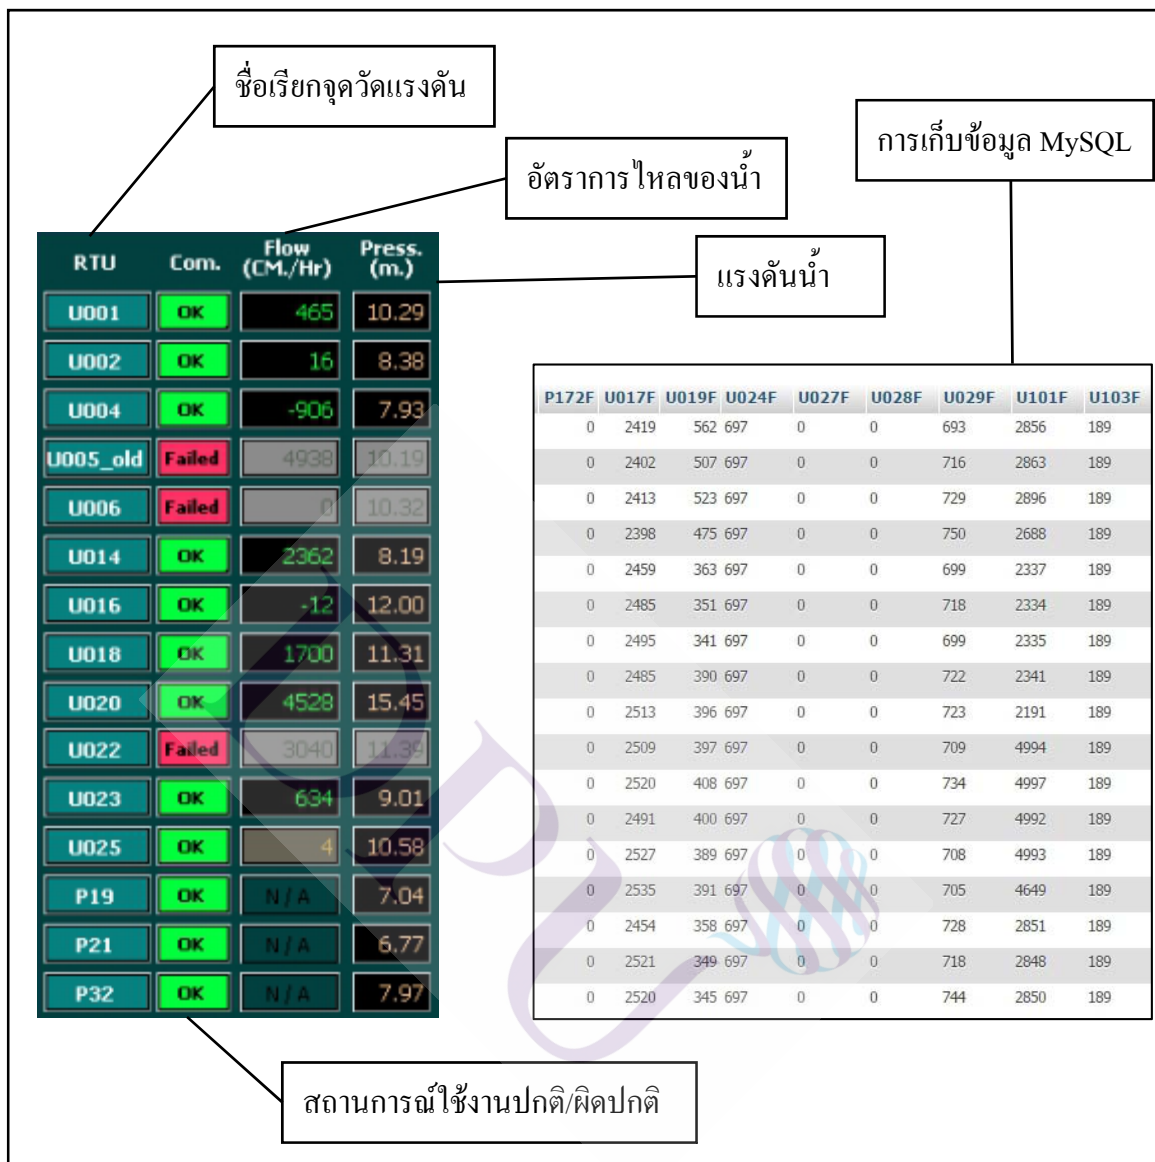 ชื่อเรียกจุดวัดแรงดัน
การเก็บข้อมูล MySQL
อัตราการไหลของน้ำ
แรงดันน้ำ
RTU Com. Flow (CM./Hr) Press. (m.)
U001 OK 465 10.29
U002 OK 16 8.38
U004 OK -906 7.93
U005_old Failed 4938 10.19
U006 Failed 0 10.32
U014 OK 2362 8.19
U016 OK -12 12.00
U018 OK 1700 11.31
U020 OK 4528 15.45
U022 Failed 3040 11.39
U023 OK 634 9.01
U025 OK 4 10.58
P19 OK N/A 7.04
P21 OK N/A 6.77
P32 OK N/A 7.97
P172F U017F U019F U024F U027F U028F U029F U101F U103F
0 2419 562 697 0 0 693 2856 189
0 2402 507 697 0 0 716 2863 189
0 2413 523 697 0 0 729 2896 189
0 2398 475 697 0 0 750 2688 189
0 2459 363 697 0 0 699 2337 189
0 2485 351 697 0 0 718 2334 189
0 2495 341 697 0 0 699 2335 189
0 2485 390 697 0 0 722 2341 189
0 2513 396 697 0 0 723 2191 189
0 2509 397 697 0 0 709 4994 189
0 2520 408 697 0 0 734 4997 189
0 2491 400 697 0 0 727 4992 189
0 2527 389 697 0 0 708 4993 189
0 2535 391 697 0 0 705 4649 189
0 2454 358 697 0 0 728 2851 189
0 2521 349 697 0 0 718 2848 189
0 2520 345 697 0 0 744 2850 189
สถานการณ์ใช้งานปกติ/ผิดปกติ
DPU